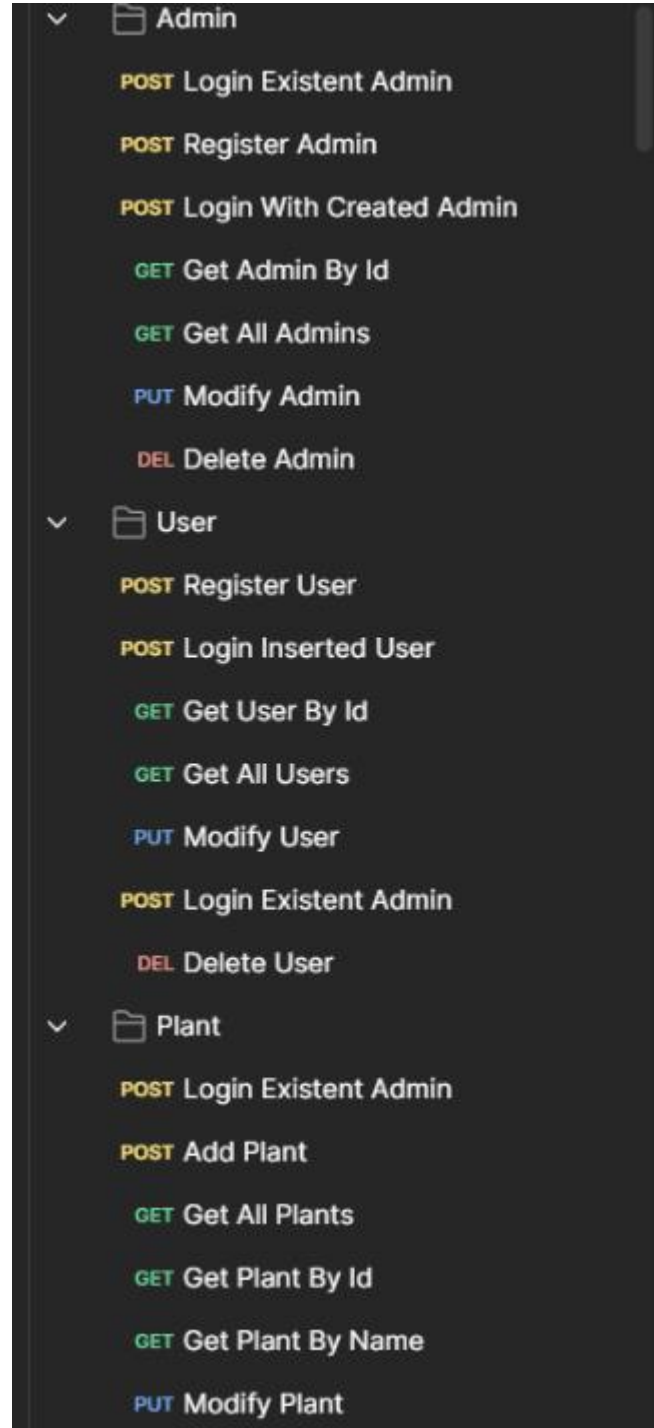 Admin
POST Login Existent Admin
POST Register Admin
POST Login With Created Admin
GET Get Admin By Id
GET Get All Admins
PUT Modify Admin
DEL Delete Admin
User
POST Register User
POST Login Inserted User
GET Get User By Id
GET Get All Users
PUT Modify User
POST Login Existent Admin
DEL Delete User
Plant
POST Login Existent Admin
POST Add Plant
GET Get All Plants
GET Get Plant By Id
GET Get Plant By Name
PUT Modify Plant